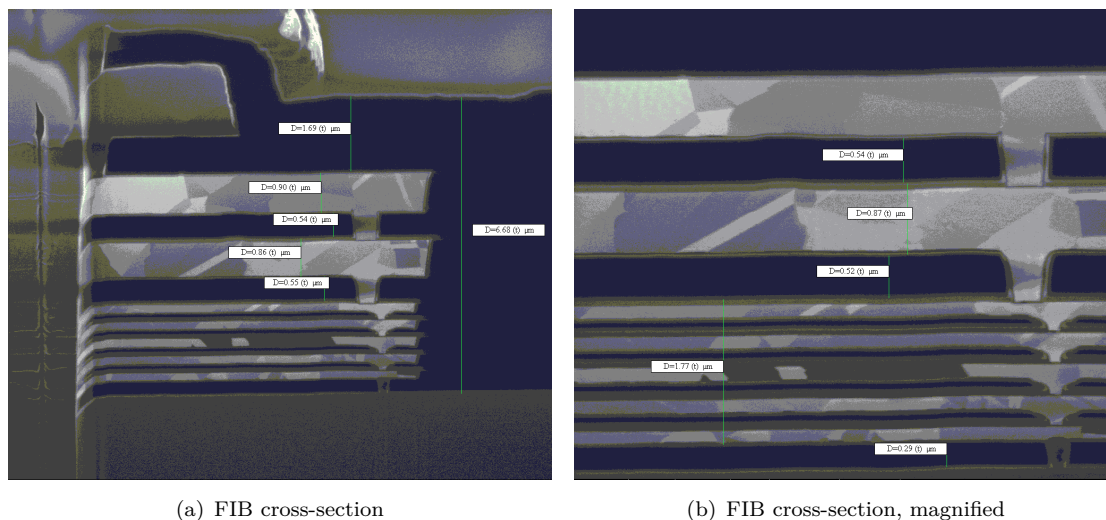 D=1.69 (t) µm
D=0.90 (t) µm
D=0.54 (t) µm
D=6.68 (t) µm
D=0.86 (t) µm
D=0.55 (t) µm
D=0.54 (t) µm
D=0.87 (t) µm
D=0.52 (t) µm
D=1.77 (t) µm
D=0.29 (t) µm
(a) FIB cross-section
(b) FIB cross-section, magnified